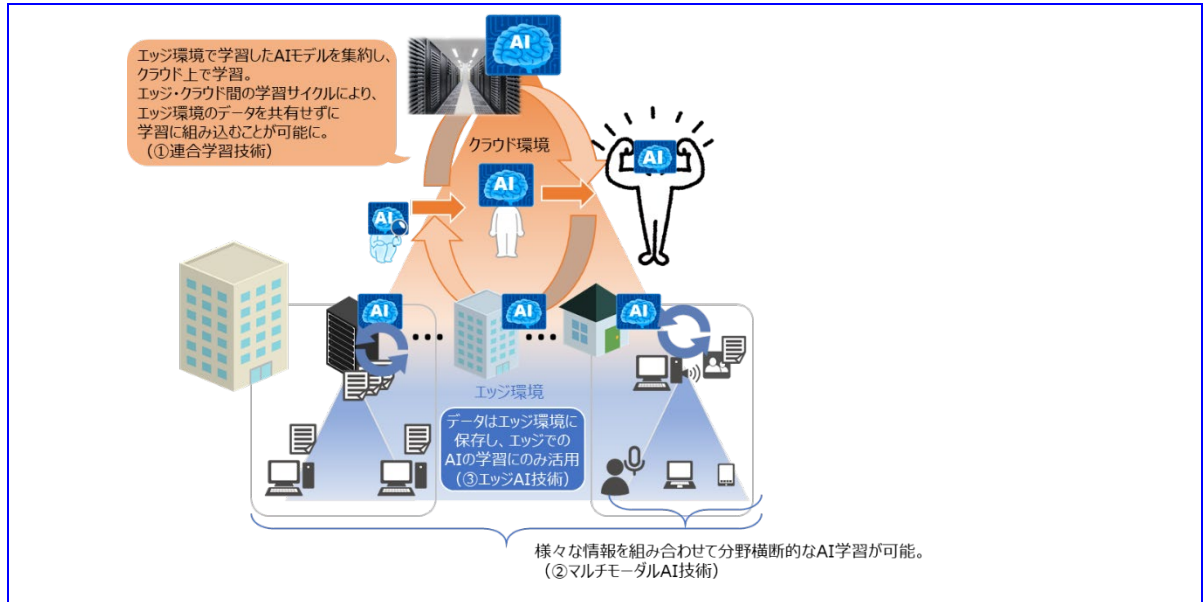 エッジ環境で学習したAIモデルを集約し、
クラウド上で学習。
エッジ・クラウド間の学習サイクルにより、
エッジ環境のデータを共有せずに
学習に組み込むことが可能に。
（①連合学習技術）
AI
クラウド環境
AI
AI
AI
AI
AI
AI
エッジ環境
データはエッジ環境に
保存し、エッジでの
AIの学習にのみ活用
（③エッジAI技術）
様々な情報を組み合わせて分野横断的なAI学習が可能。
（②マルチモーダルAI技術）